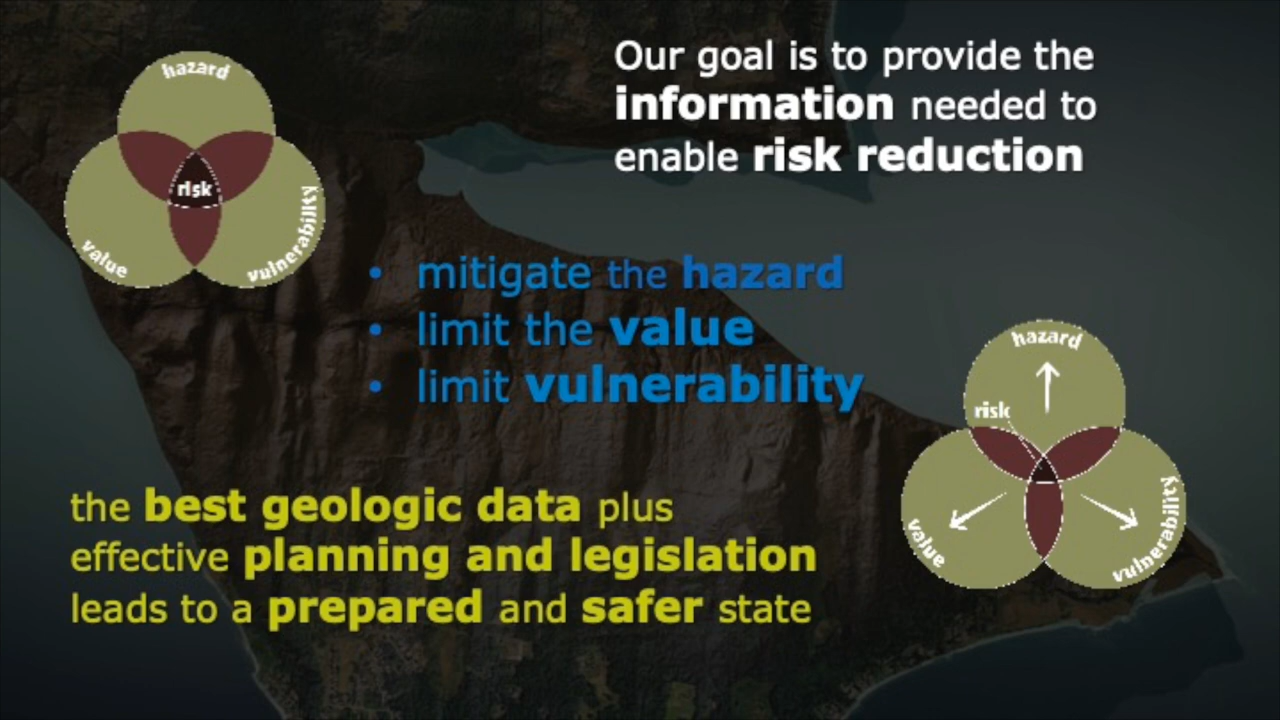 hazard
risk
value
vulnerability
Our goal is to provide the
information needed to
enable risk reduction
• mitigate the hazard
• limit the value
• limit vulnerability
hazard
risk
value
vulnerability
the best geologic data plus
effective planning and legislation
leads to a prepared and safer state